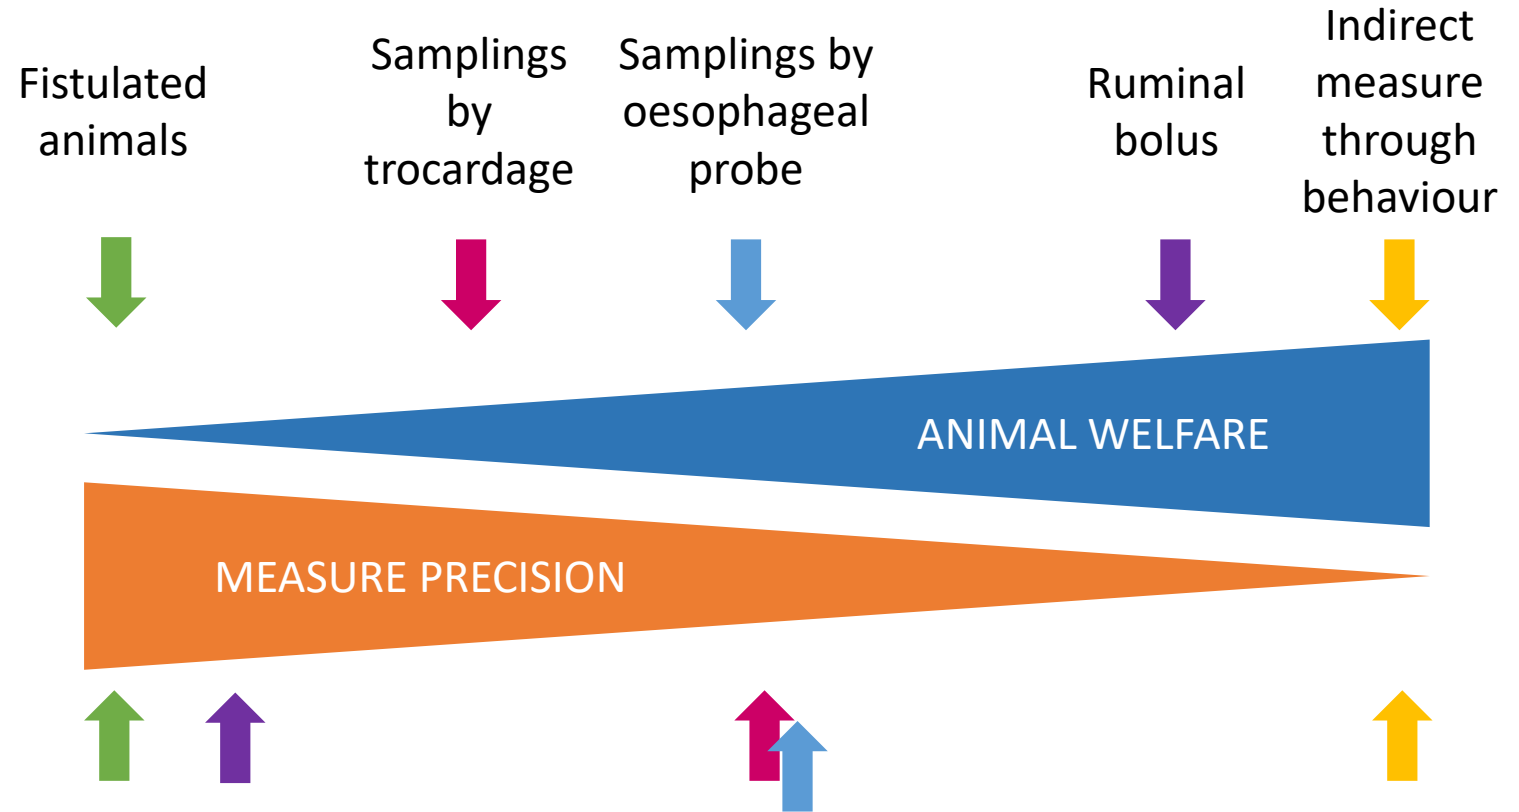 Fistulated
animals
Samplings
by
trocardage
Samplings by
oesophageal
probe
Ruminal
bolus
Indirect
measure
through
behaviour
ANIMAL WELFARE
MEASURE PRECISION